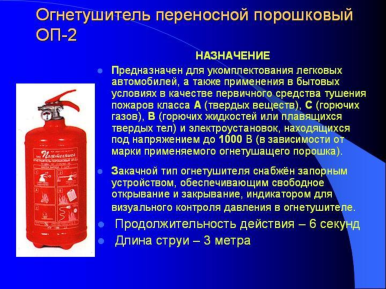 Огнетушитель переносной порошковый
ОП-2
НАЗНАЧЕНИЕ
Предназначен для укомплектования легковых
автомобилей, а также применения в бытовых
условиях в качестве первичного средства тушения
пожаров класса А (твердых веществ), С (горючих
газов), В (горючих жидкостей или плавящихся
твердых тел) и электроустановок, находящихся
под напряжением до 1000 В (в зависимости от
марки применяемого огнетушащего порошка).
Закачной тип огнетушителя снабжён запорным
устройством, обеспечивающим свободное
открывание и закрывание, индикатором для
визуального контроля давления в огнетушителе.
Продолжительность действия – 6 секунд
Длина струи – 3 метра